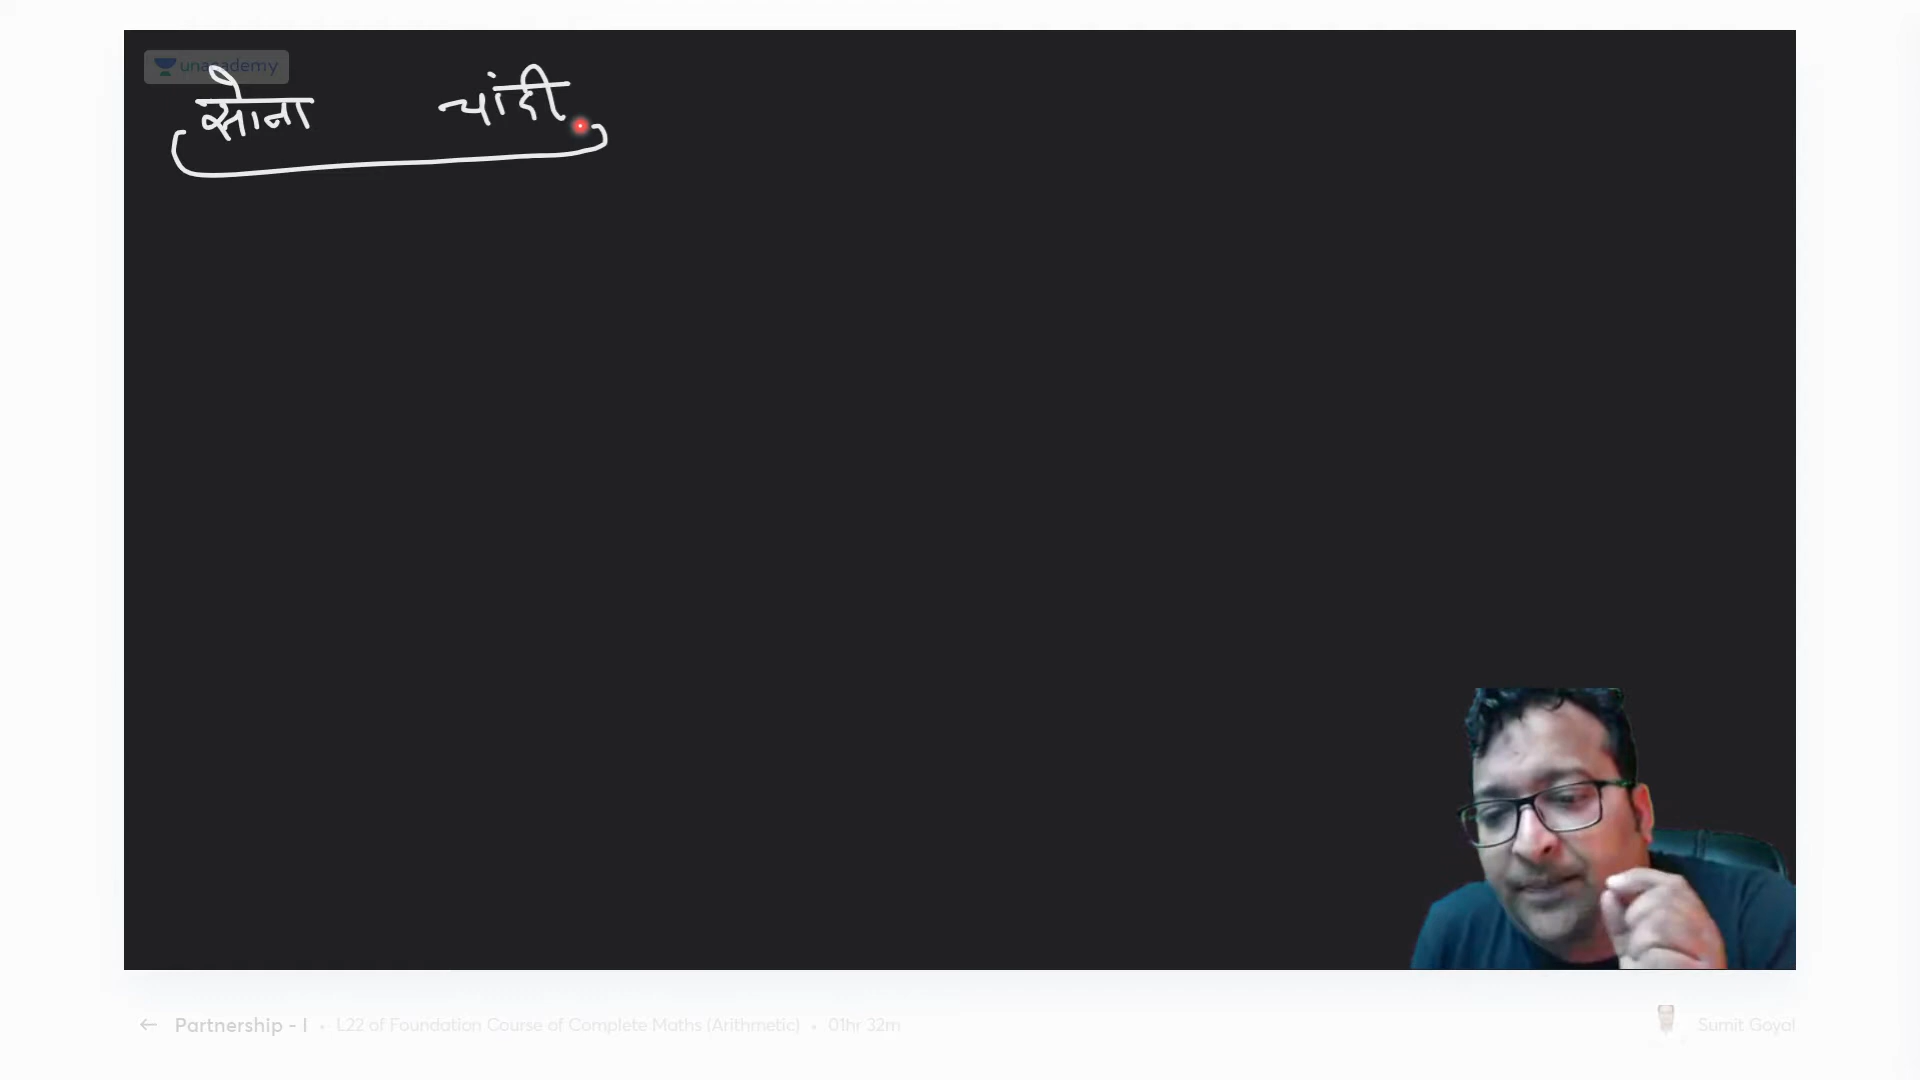 unacademy
सोना चांदी
Partnership - I • L22 of Foundation Course of Complete Maths (Arithmetic) • 01hr 32m
Sumit Goyal